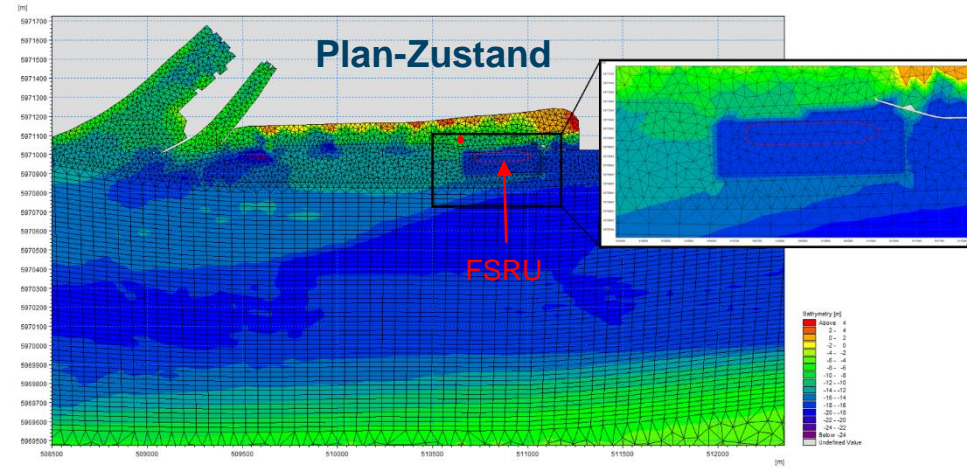 [m]
Plan-Zustand
5971700
5971600
5971500
5971400
5971300
5971200
5971100
5971000
5970900
5970800
5970700
5970600
5970500
5970400
5970300
5970200
5970100
5970000
5969900
5969800
5969700
5969600
5969500
FSRU
508500
509000
509500
510000
510500
511000
511500
512000
[m]
Bathymetry [m]
Above 4
2 - 4
0 - 2
-2 - 0
-4 - -2
-6 - -4
-8 - -6
-10 - -8
-12 - -10
-14 - -12
-16 - -14
-18 - -16
-20 - -18
-22 - -20
-24 - -22
Below -24
Undefined Value